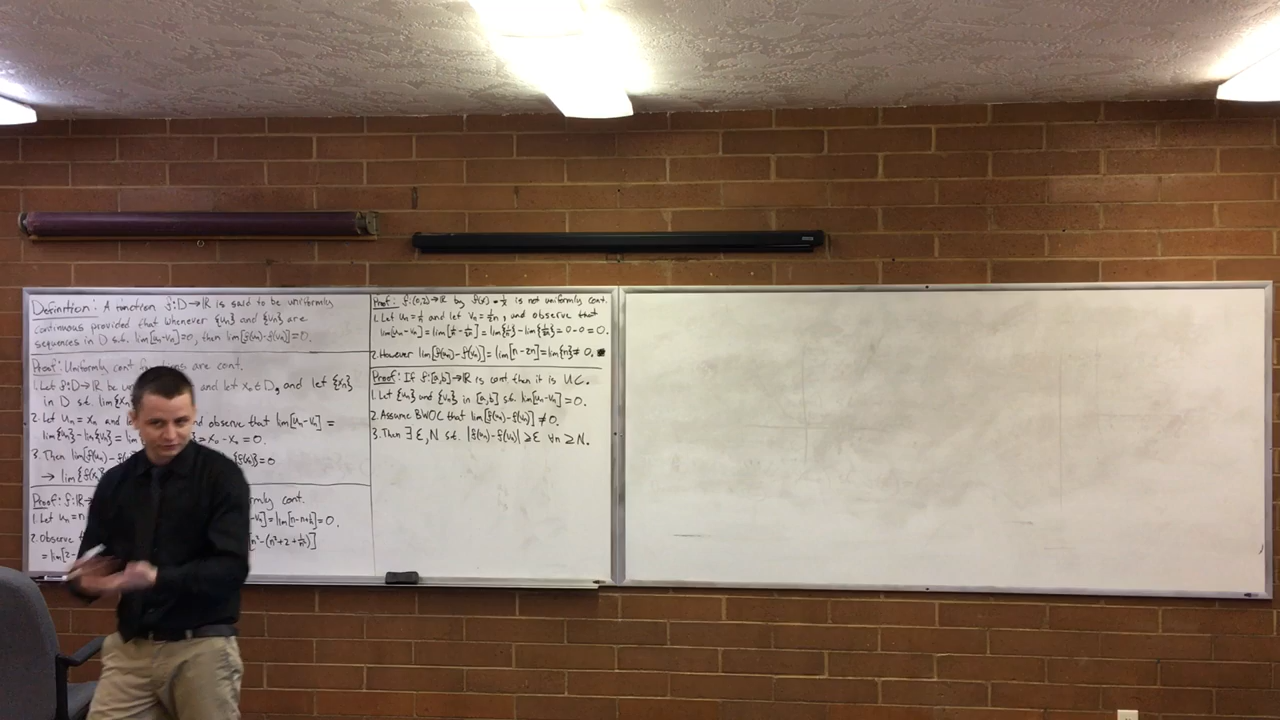 Definition: A function f:D→ℝ is said to be uniformly
continuous provided that whenever {uₙ} and {vₙ} are
sequences in D s.t. lim[uₙ-vₙ]=0, then lim[f(uₙ)-f(vₙ)]=0.
Proof: Uniformly cont functions are cont.
1. Let f:D→ℝ be and let x₀∈D, and let {xₙ}
in D s.t. lim{xₙ
2. Let uₙ=xₙ and observe that lim[uₙ-vₙ]=
lim{uₙ}-lim{vₙ}= =x₀-x₀=0.
3. Then lim[f(uₙ)-f( f(x₀)}=0
→ lim{f(x
Proof: f:ℝ→ cont.
1. Let uₙ=n -vₙ]=lim[n-n+1/n]=0.
2. Observe [n²-(n²+2+1/n²)]
=lim[2-
Proof: f:(0,2)→ℝ by f(x)=1/x is not uniformly cont.
1. Let uₙ=1/n and let vₙ=1/2n, and observe that
lim[uₙ-vₙ]=lim[1/n-1/2n]=lim{1/n}-lim{1/2n}=0-0=0.
2. However lim[f(uₙ)-f(vₙ)]=lim[n-2n]=lim{n}≠0. ■
Proof: If f:[a,b]→ℝ is cont. then it is U.C.
1. Let {uₙ} and {vₙ} in [a,b] s.t. lim[uₙ-vₙ]=0.
2. Assume BWOC that lim[f(uₙ)-f(vₙ)]≠0.
3. Then ∃ε,N s.t. |f(uₙ)-f(vₙ)|≥ε ∀n≥N.